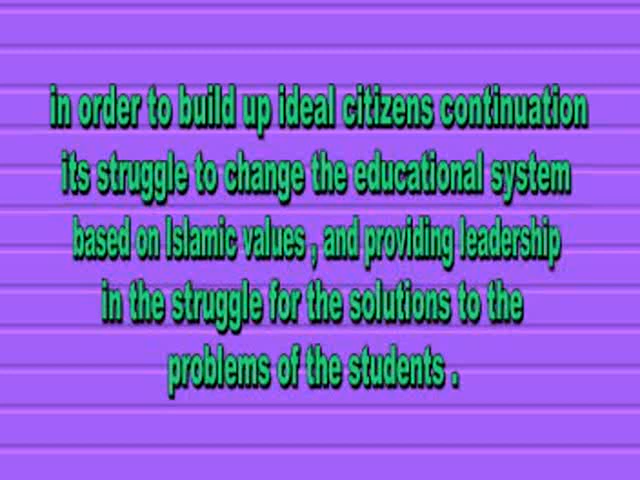 in order to build up ideal citizens continuation
its struggle to change the educational system
based on Islamic values , and providing leadership
in the struggle for the solutions to the
problems of the students .